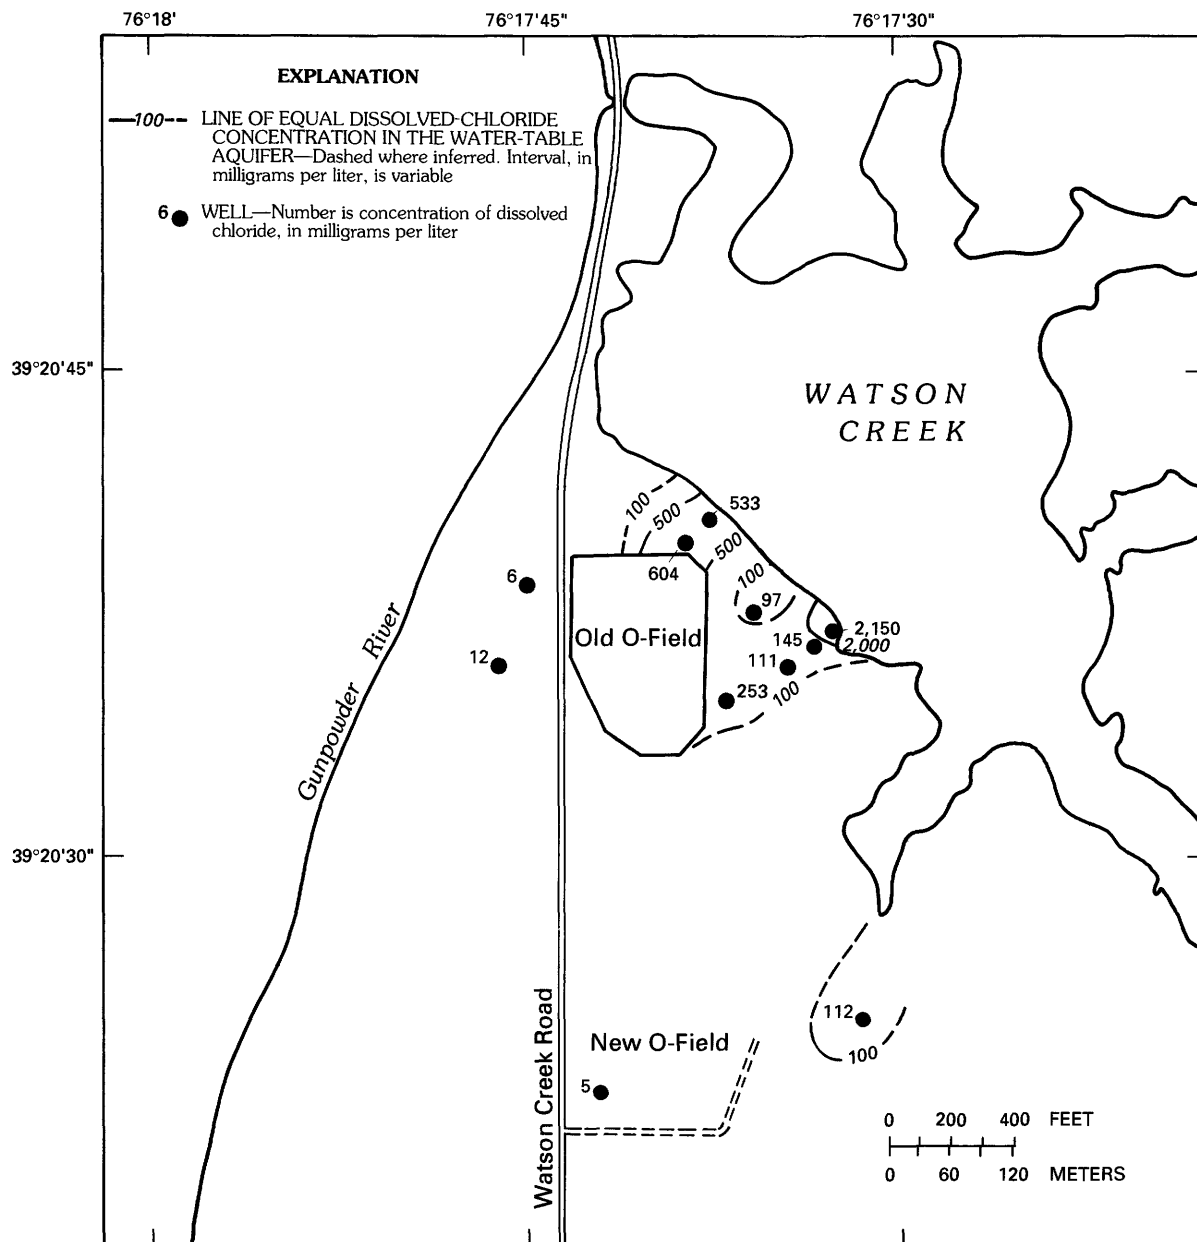 76°18'
76°17'45"
76°17'30"
EXPLANATION
100
LINE OF EQUAL DISSOLVED-CHLORIDE
CONCENTRATION IN THE WATER-TABLE
AQUIFER—Dashed where inferred. Interval, in
milligrams per liter, is variable
6
WELL—Number is concentration of dissolved
chloride, in milligrams per liter
39°20'45"
WATSON
CREEK
100
500
533
500
604
100
6
97
Gunpowder River
Old O-Field
145
2,150
2,000
12
111
253
100
39°20'30"
Watson Creek Road
112
New O-Field
100
5
0 200 400 FEET
0 60 120 METERS